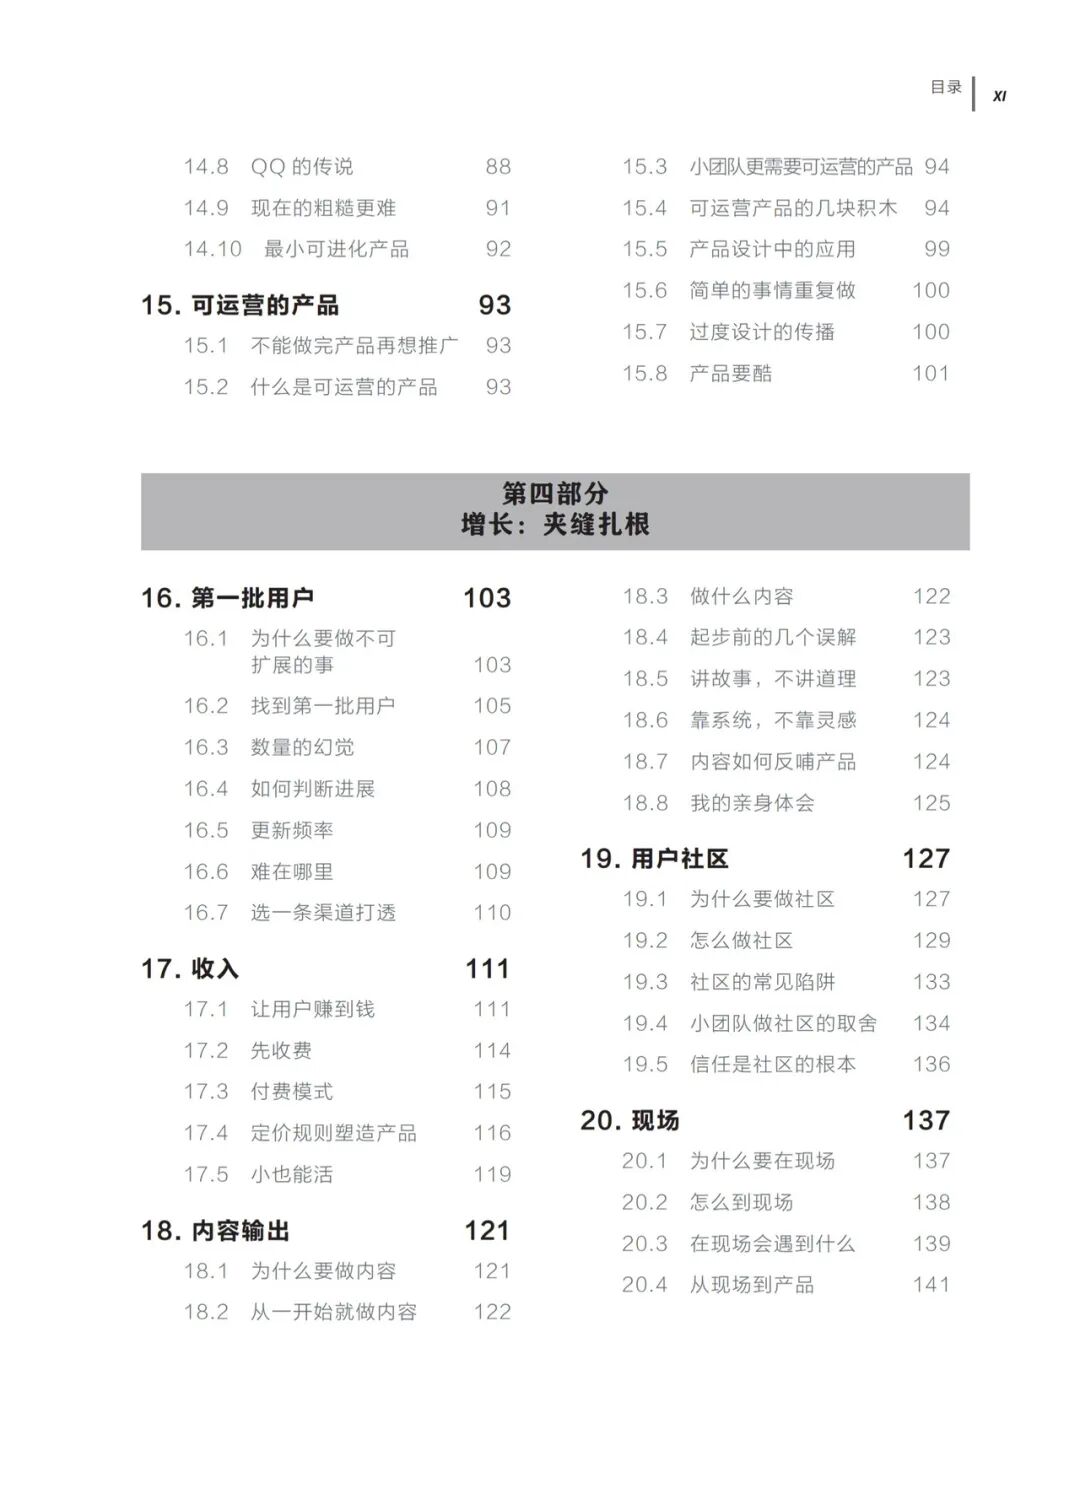 目录 XI
14.8 QQ 的传说 88
14.9 现在的粗糙更难 91
14.10 最小可进化产品 92
15. 可运营的产品 93
15.1 不能做完产品再想推广 93
15.2 什么是可运营的产品 93
15.3 小团队更需要可运营的产品 94
15.4 可运营产品的几块积木 94
15.5 产品设计中的应用 99
15.6 简单的事情重复做 100
15.7 过度设计的传播 100
15.8 产品要酷 101
第四部分
增长：夹缝扎根
16. 第一批用户 103
16.1 为什么要做不可
扩展的事 103
16.2 找到第一批用户 105
16.3 数量的幻觉 107
16.4 如何判断进展 108
16.5 更新频率 109
16.6 难在哪里 109
16.7 选一条渠道打透 110
17. 收入 111
17.1 让用户赚到钱 111
17.2 先收费 114
17.3 付费模式 115
17.4 定价规则塑造产品 116
17.5 小也能活 119
18. 内容输出 121
18.1 为什么要做内容 121
18.2 从一开始就做内容 122
18.3 做什么内容 122
18.4 起步前的几个误解 123
18.5 讲故事，不讲道理 123
18.6 靠系统，不靠灵感 124
18.7 内容如何反哺产品 124
18.8 我的亲身体会 125
19. 用户社区 127
19.1 为什么要做社区 127
19.2 怎么做社区 129
19.3 社区的常见陷阱 133
19.4 小团队做社区的取舍 134
19.5 信任是社区的根本 136
20. 现场 137
20.1 为什么要在现场 137
20.2 怎么到现场 138
20.3 在现场会遇到什么 139
20.4 从现场到产品 141